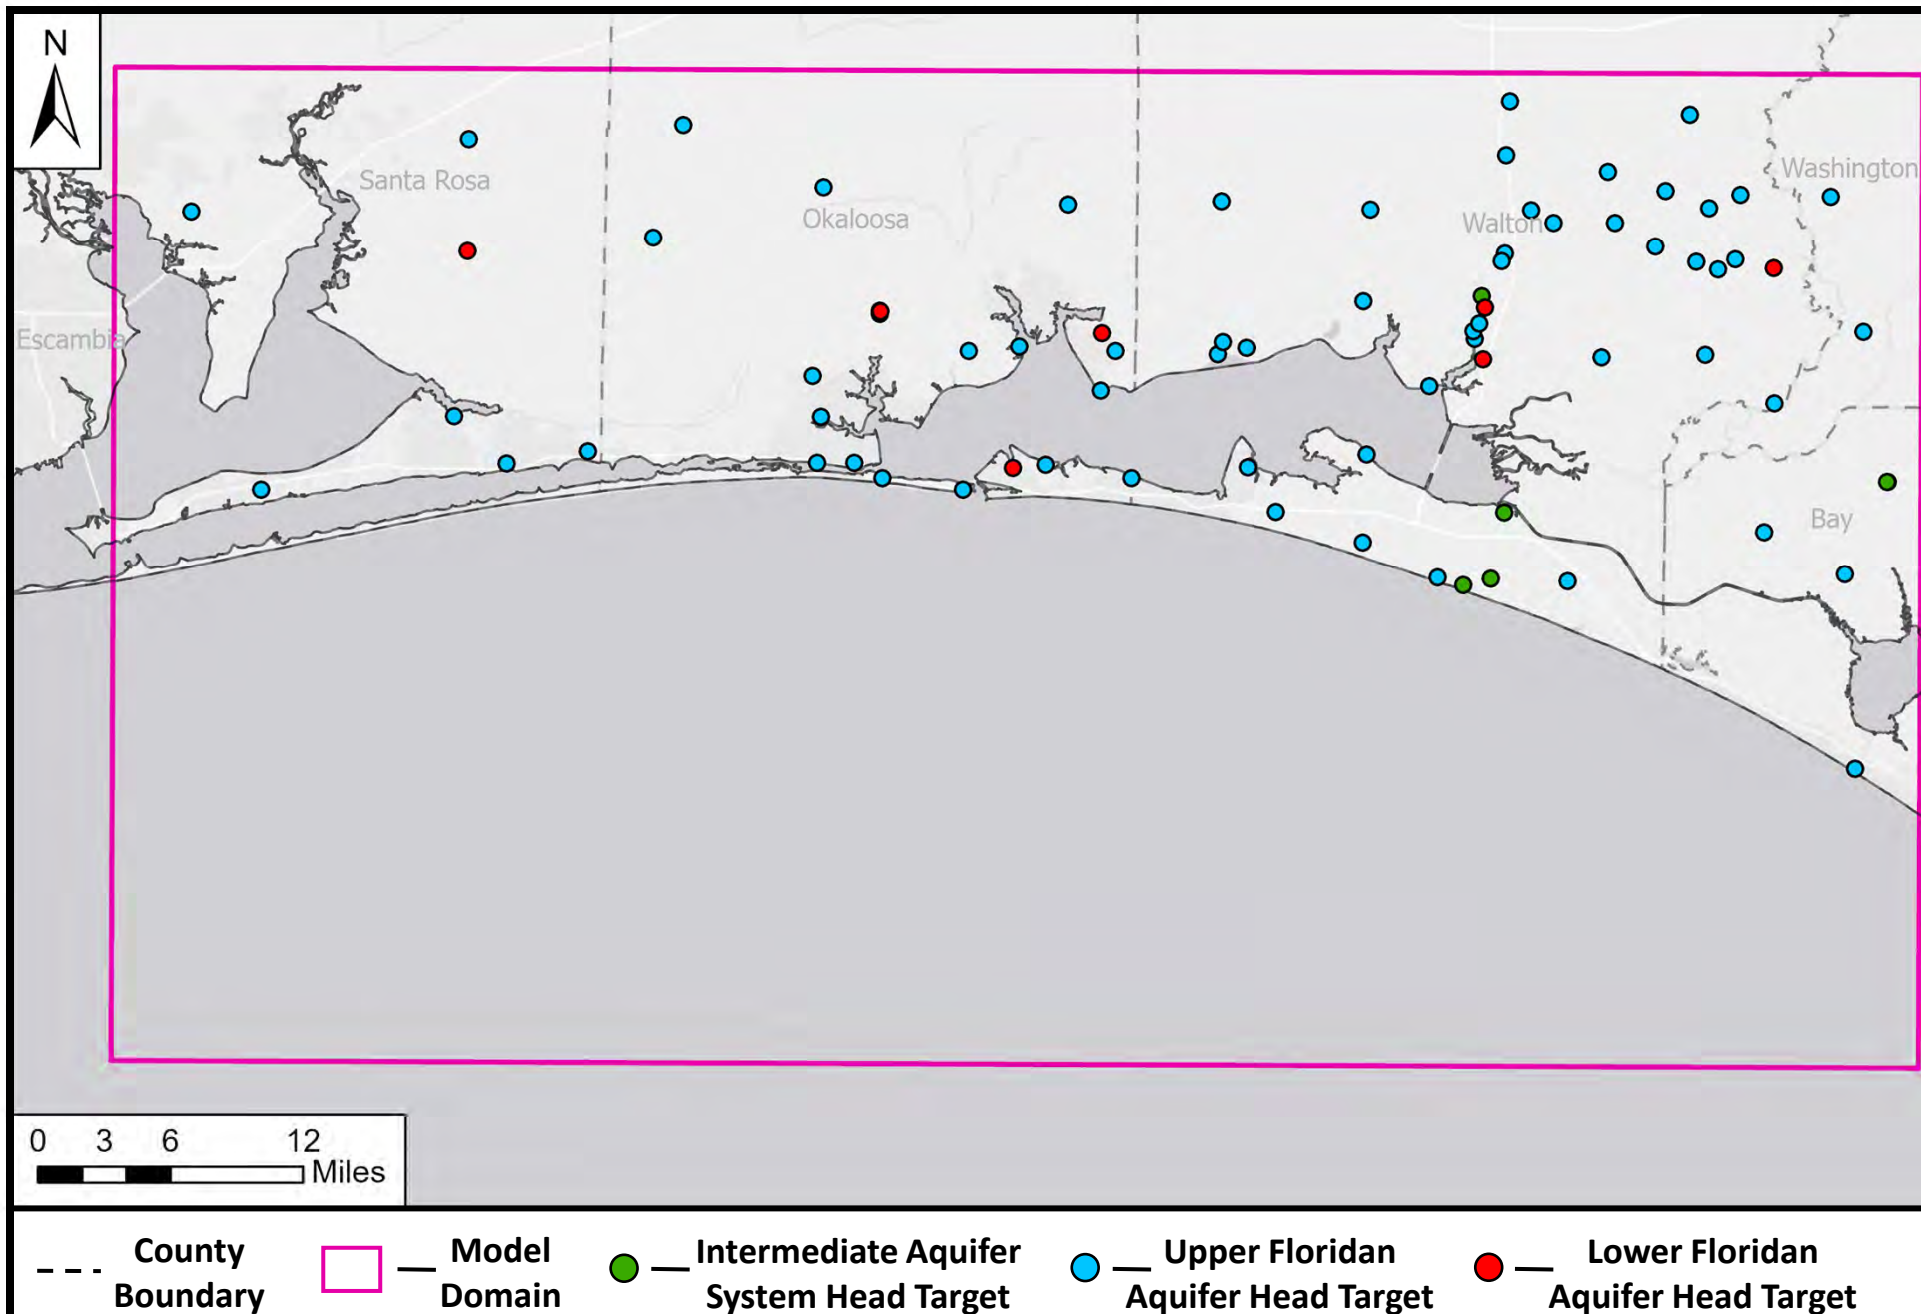 N
Santa Rosa
Okaloosa
Walton
Washington
Escambia
Bay
0 3 6 12
Miles
County
Boundary
Model
Domain
Intermediate Aquifer
System Head Target
Upper Floridan
Aquifer Head Target
Lower Floridan
Aquifer Head Target